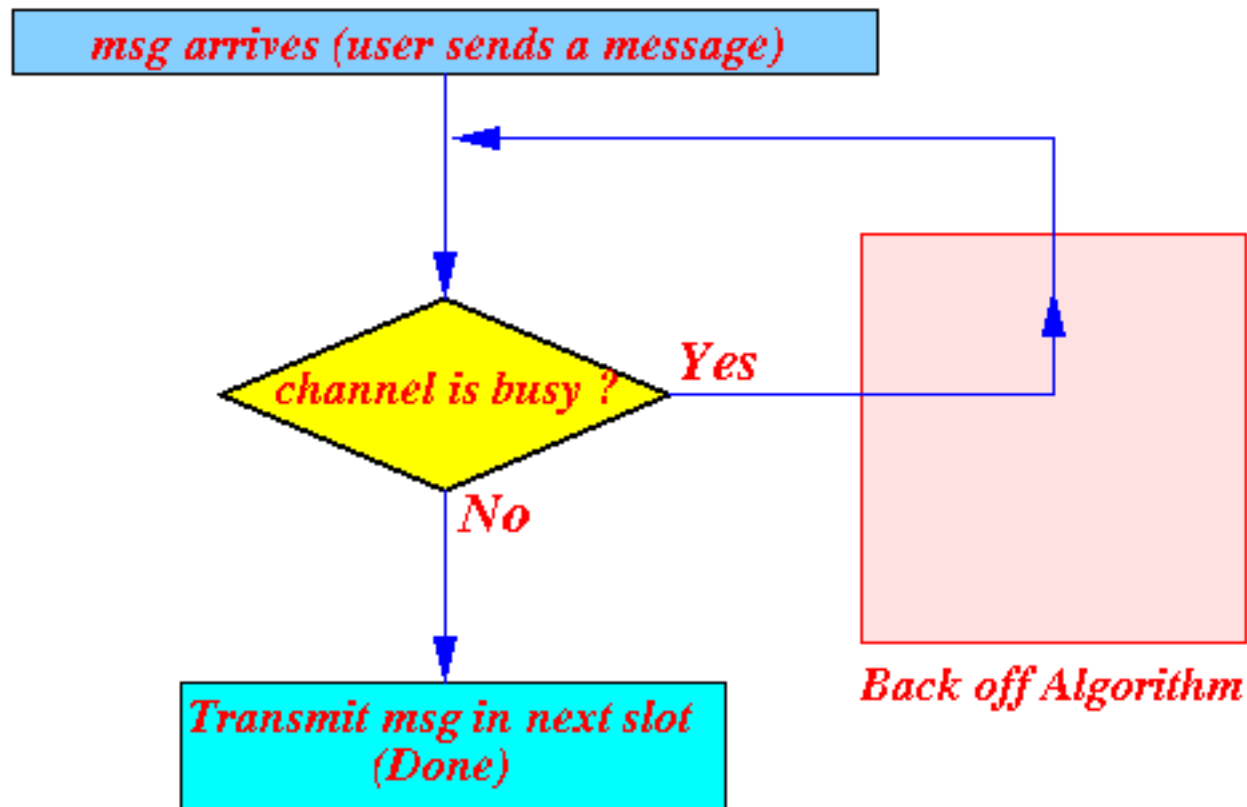 msg arrives (user sends a message)
channel is busy ?
Yes
No
Back off Algorithm
Transmit msg in next slot
(Done)